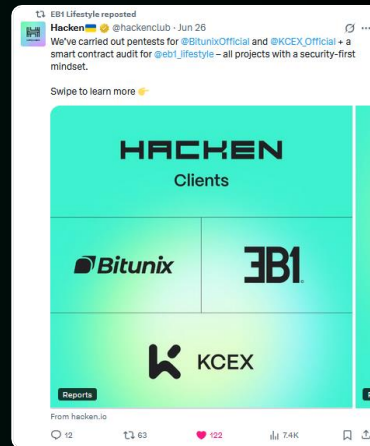 EB1 Lifestyle reposted
Hacken @hackenclub · Jun 26
We've carried out pentests for @BitunixOfficial and @KCEX_Official + a
smart contract audit for @eb1_lifestyle – all projects with a security-first
mindset.
Swipe to learn more
HACKEN
Clients
Bitunix
EB1
KCEX
Reports
From hacken.io
12 63 122 7.4K